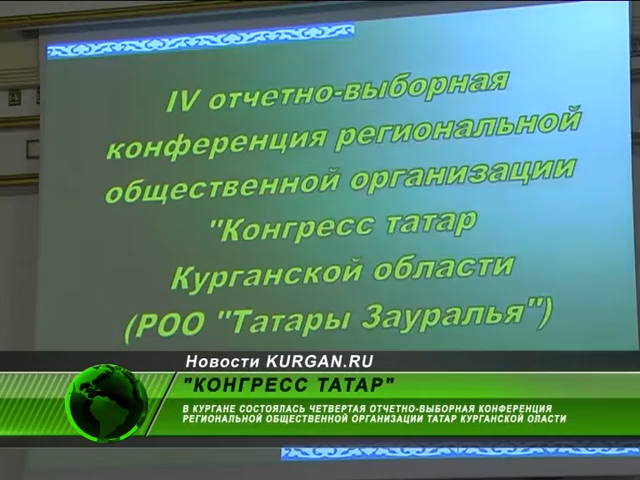 IV отчетно-выборная
конференция региональной
общественной организации
"Конгресс татар
Курганской области
(РОО "Татары Зауралья")
Новости KURGAN.RU
"КОНГРЕСС ТАТАР"
В КУРГАНЕ СОСТОЯЛАСЬ ЧЕТВЕРТАЯ ОТЧЕТНО-ВЫБОРНАЯ КОНФЕРЕНЦИЯ
РЕГИОНАЛЬНОЙ ОБЩЕСТВЕННОЙ ОРГАНИЗАЦИИ ТАТАР КУРГАНСКОЙ ОЛАСТИ